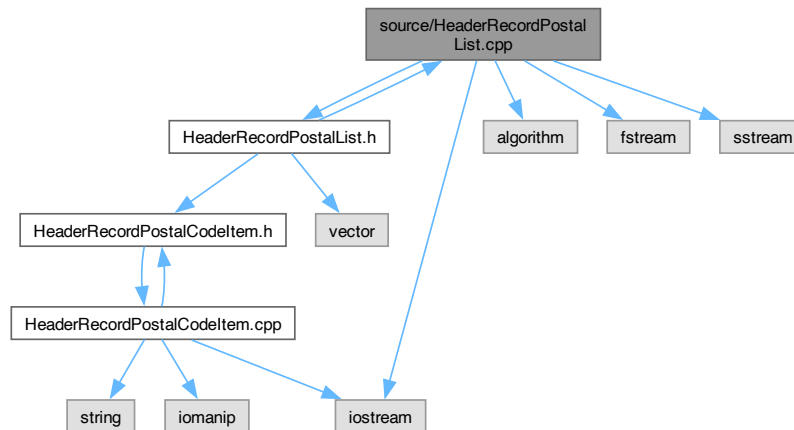 source/HeaderRecordPostal
List.cpp
HeaderRecordPostalList.h
algorithm
fstream
sstream
HeaderRecordPostalCodeItem.h
vector
HeaderRecordPostalCodeItem.cpp
string
iomanip
iostream